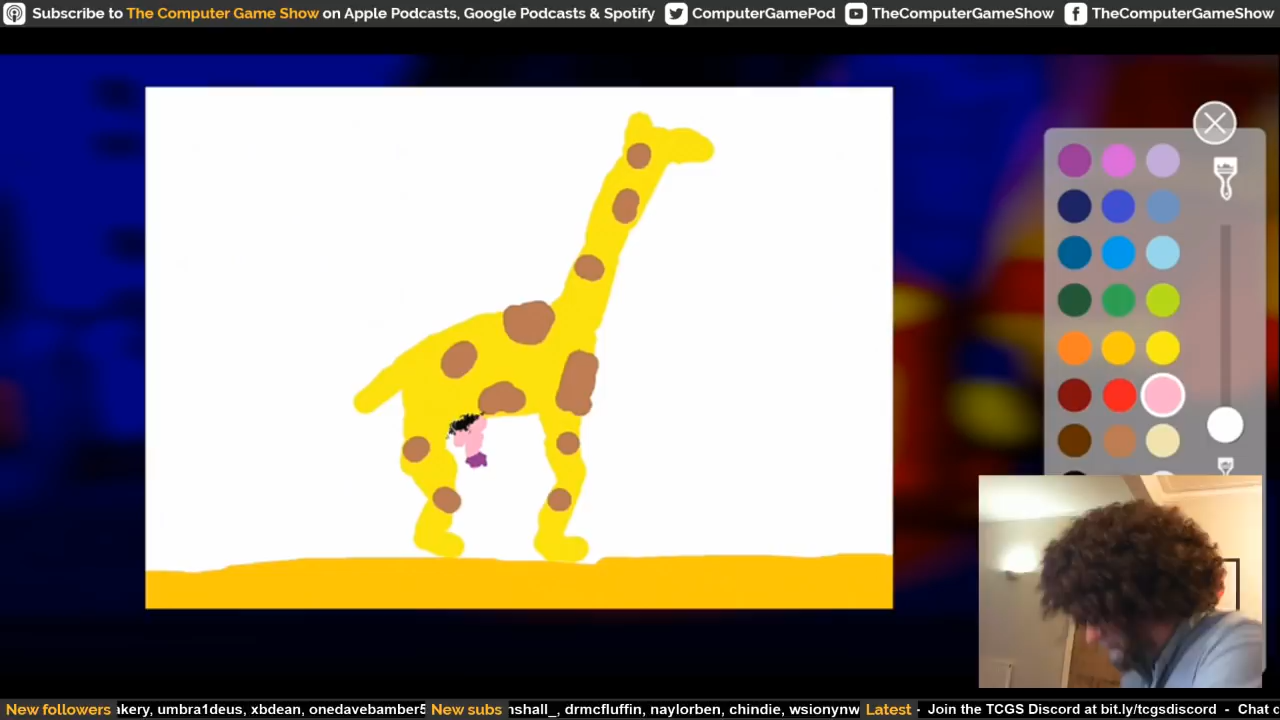 Subscribe to The Computer Game Show on Apple Podcasts, Google Podcasts & Spotify ComputerGamePod TheComputerGameShow TheComputerGameShow
New followers akery, umbra1deus, xbdean, onedavebamber5 New subs nshall_, drmcfluffin, naylorben, chindie, wsionynw Latest - Join the TCGS Discord at bit.ly/tcgsdiscord - Chat